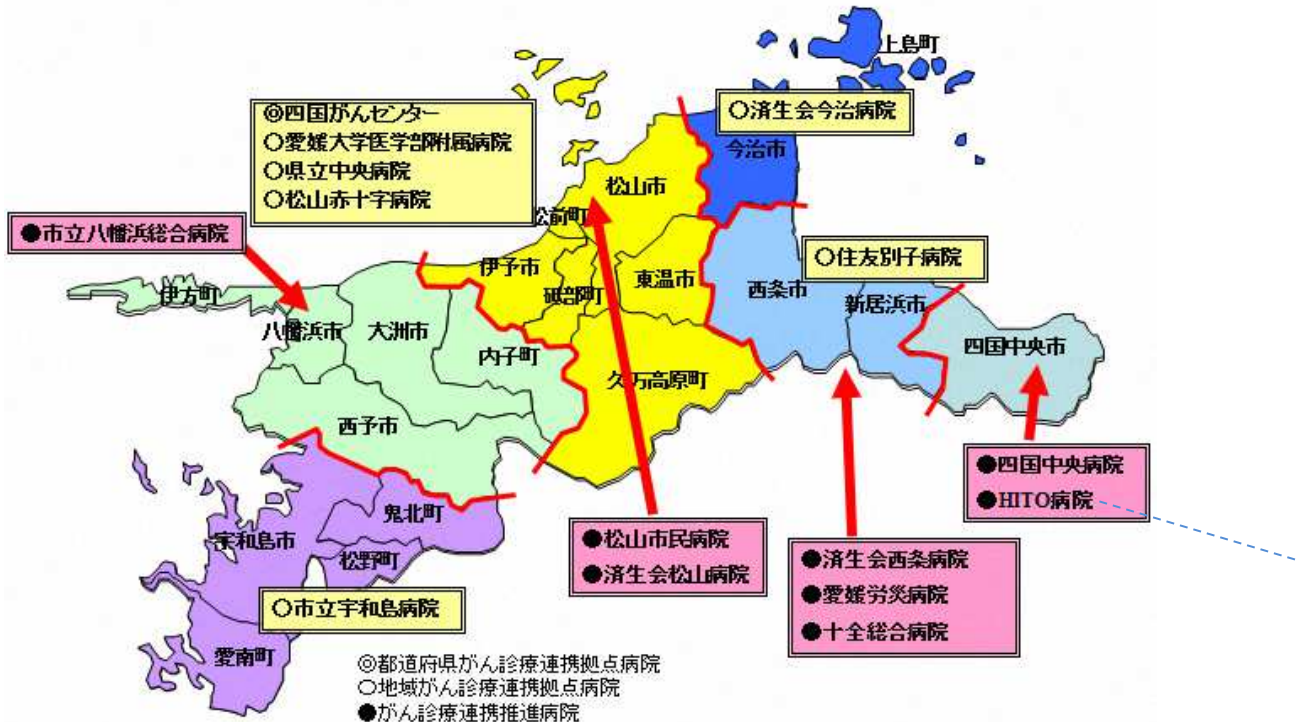 上島町
◎四国がんセンター
○愛媛大学医学部附属病院
○県立中央病院
○松山赤十字病院
○済生会今治病院
今治市
松山市
松前町
●市立八幡浜総合病院
伊予市
砥部町
東温市
○住友別子病院
西条市
新居浜市
伊方町
八幡浜市
大洲市
内子町
久万高原町
四国中央市
西予市
●四国中央病院
●HITO病院
鬼北町
宇和島市
松野町
●松山市民病院
●済生会松山病院
●済生会西条病院
●愛媛労災病院
●十全総合病院
○市立宇和島病院
愛南町
◎都道府県がん診療連携拠点病院
○地域がん診療連携拠点病院
●がん診療連携推進病院